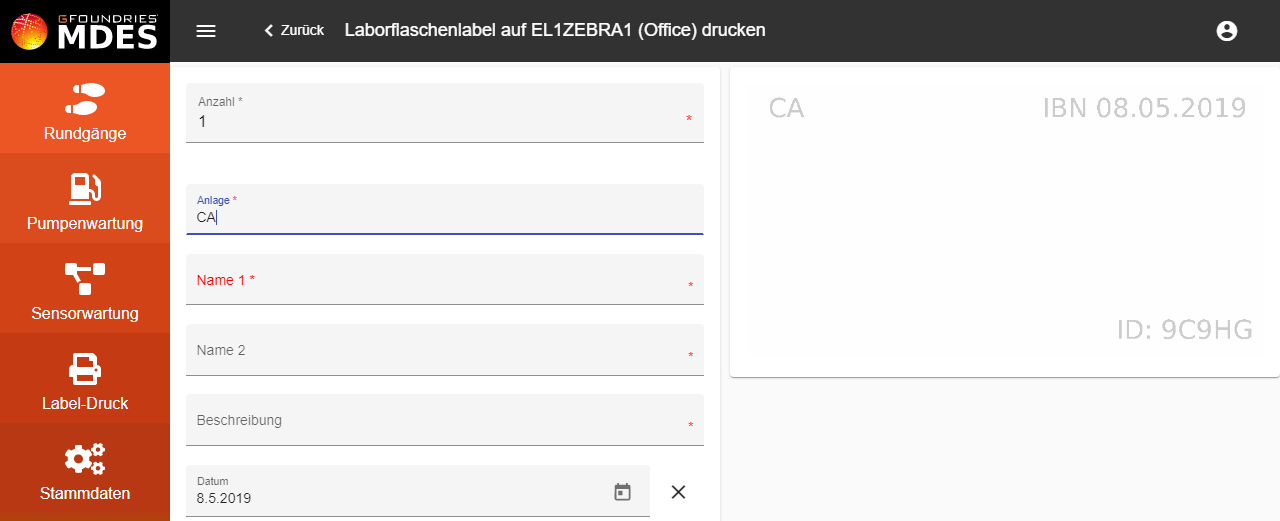 GFOUNDRIES
MDES
Zurück
Laborflaschenlabel auf EL1ZEBRA1 (Office) drucken
Rundgänge
Pumpenwartung
Sensorwartung
Label-Druck
Stammdaten
Anzahl *
1
*
Anlage *
CA
Name 1 *
*
Name 2
*
Beschreibung
*
Datum
8.5.2019
CA
IBN 08.05.2019
ID: 9C9HG